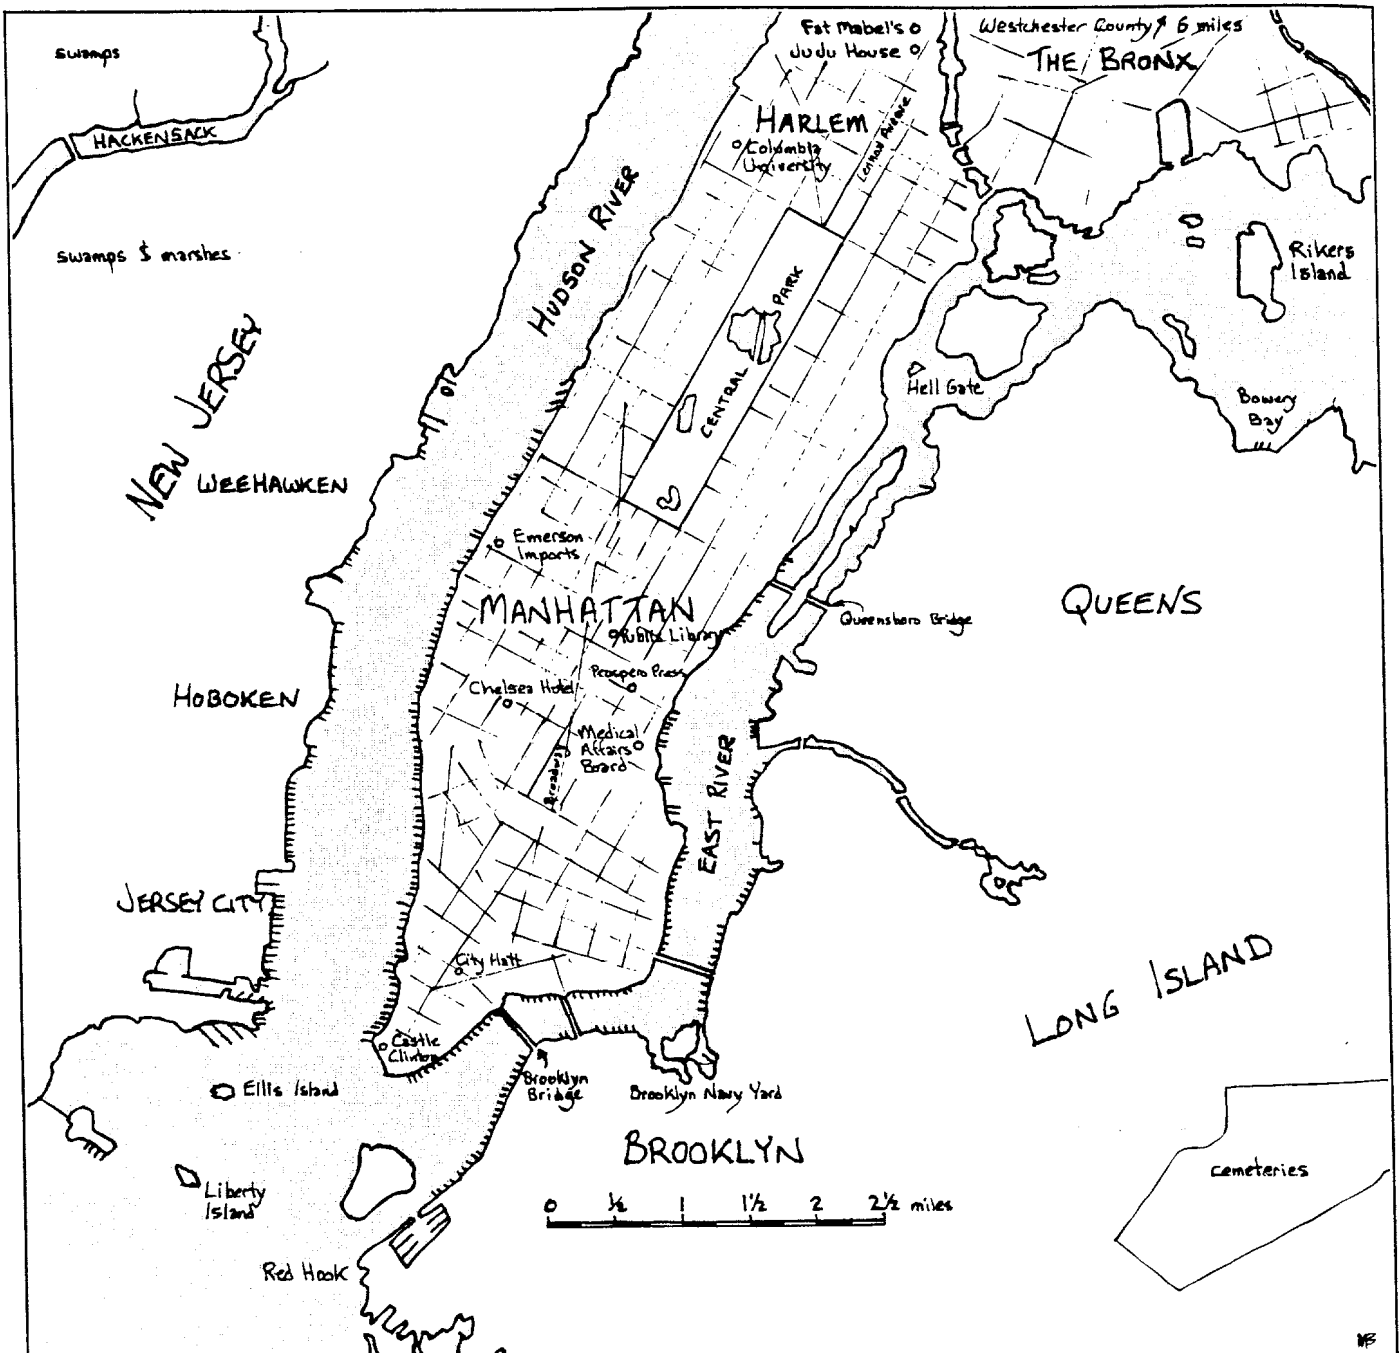 Fat Mabel's
Westchester County 6 miles
Swamps
Judu House
THE BRONX
HACKENSACK
HARLEM
Lennox Avenue
Columbia
University
HUDSON RIVER
Swamps & marshes
Rikers
Island
CENTRAL PARK
NEW JERSEY
Hell Gate
Bowery
Bay
WEEHAWKEN
Emerson
Imports
MANHATTAN
QUEENS
Queensboro Bridge
Public Library
Prospero Press
HOBOKEN
Chelsea Hotel
Medical
Affairs
Board
Broadway
EAST RIVER
JERSEY CITY
City Hall
LONG ISLAND
Castle
Clinton
Ellis Island
Brooklyn
Bridge
Brooklyn Navy Yard
BROOKLYN
cemeteries
Liberty
Island
0 ½ 1 1½ 2 2½ miles
Red Hook